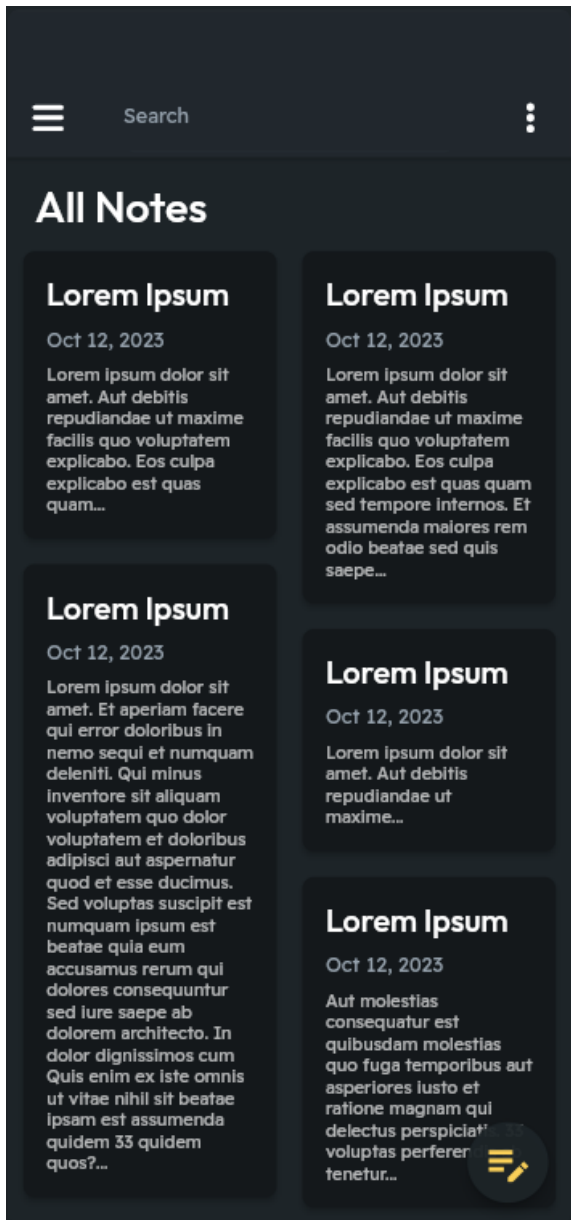 Search
All Notes
Lorem Ipsum
Oct 12, 2023
Lorem ipsum dolor sit
amet. Aut debitis
repudiandae ut maxime
facilis quo voluptatem
explicabo. Eos culpa
explicabo est quas
quam...
Lorem Ipsum
Oct 12, 2023
Lorem ipsum dolor sit
amet. Et aperiam facere
qui error doloribus in
nemo sequi et numquam
deleniti. Qui minus
inventore sit aliquam
voluptatem quo dolor
voluptatem et doloribus
adipisci aut aspernatur
quod et esse ducimus.
Sed voluptas suscipit est
numquam ipsum est
beatae quia eum
accusamus rerum qui
dolores consequuntur
sed iure saepe ab
dolorem architecto. In
dolor dignissimos cum
Quis enim ex iste omnis
ut vitae nihil sit beatae
ipsam est assumenda
quidem 33 quidem
quos?...
Lorem Ipsum
Oct 12, 2023
Lorem ipsum dolor sit
amet. Aut debitis
repudiandae ut maxime
facilis quo voluptatem
explicabo. Eos culpa
explicabo est quas quam
sed tempore internos. Et
assumenda maiores rem
odio beatae sed quis
saepe...
Lorem Ipsum
Oct 12, 2023
Lorem ipsum dolor sit
amet. Aut debitis
repudiandae ut
maxime...
Lorem Ipsum
Oct 12, 2023
Aut molestias
consequatur est
quibusdam molestias
quo fuga temporibus aut
asperiores iusto et
ratione magnam qui
delectus 33
voluptas
tenetur...